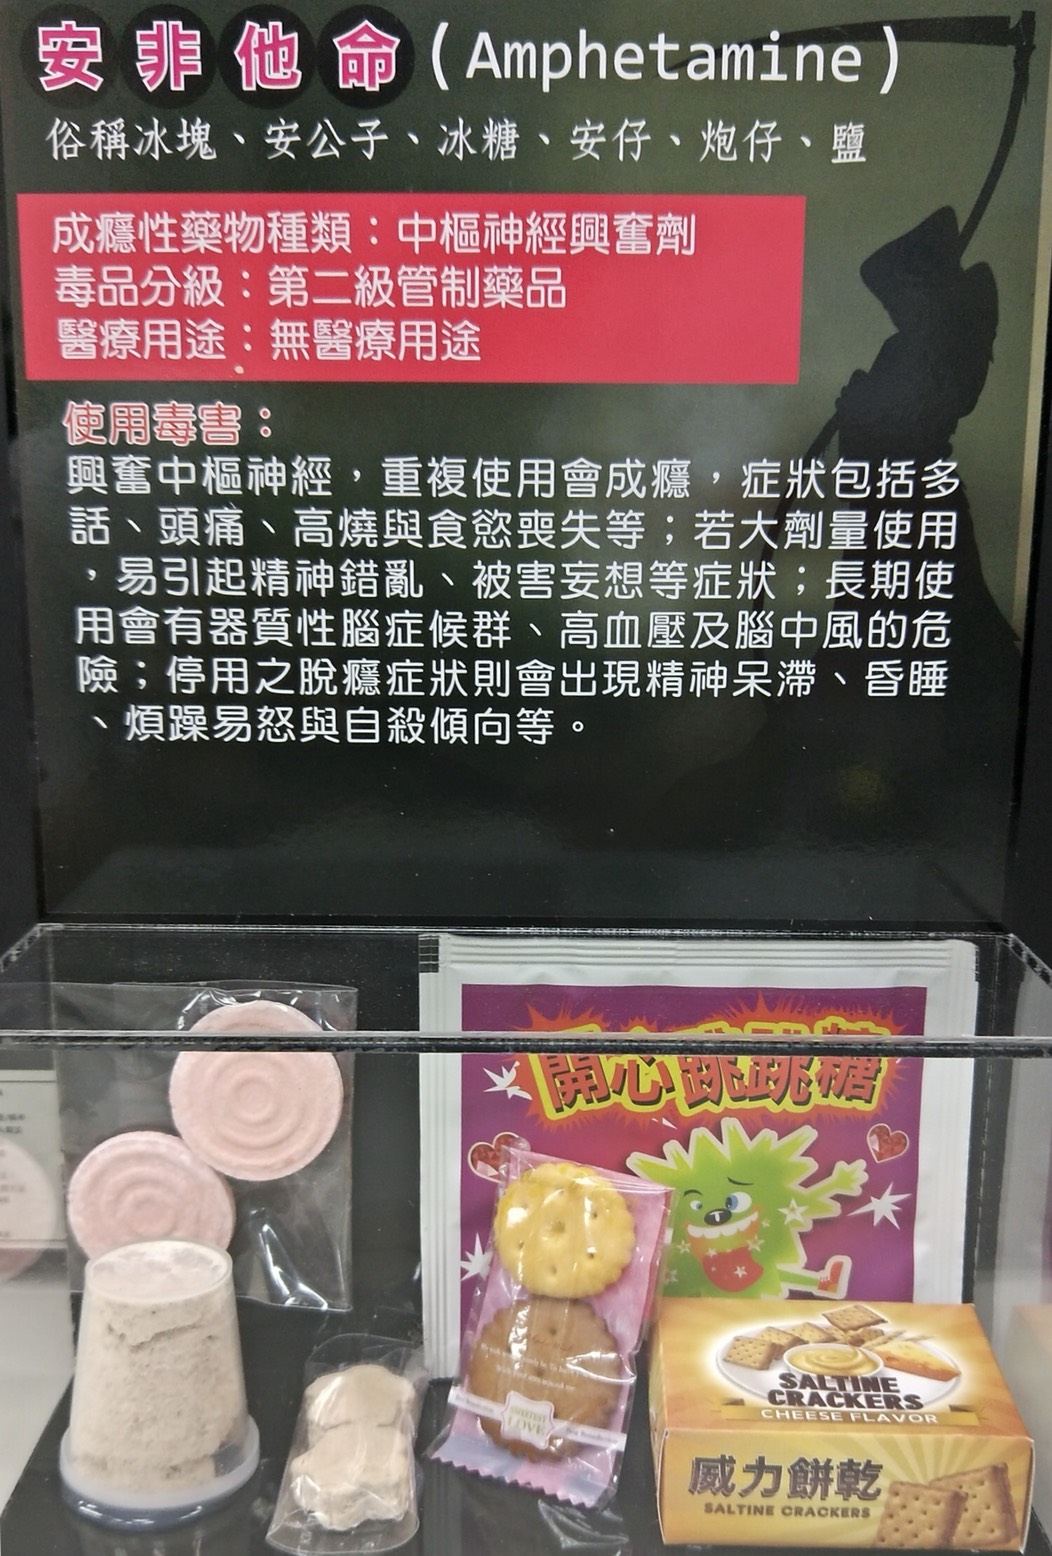 安非他命(Amphetamine)
俗稱冰塊、安公子、冰糖、安仔、炮仔、鹽
成癮性藥物種類：中樞神經興奮劑
毒品分級：第二級管制藥品
醫療用途：無醫療用途
使用毒害：
興奮中樞神經，重複使用會成癮，症狀包括多
話、頭痛、高燒與食慾喪失等；若大劑量使用
，易引起精神錯亂、被害妄想等症狀；長期使
用會有器質性腦症候群、高血壓及腦中風的危
險；停用之脫癮症狀則會出現精神呆滯、昏睡
、煩躁易怒與自殺傾向等。
開心跳跳糖
SALTINE
CRACKERS
CHEESE FLAVOR
威力餅乾
SALTINE CRACKERS